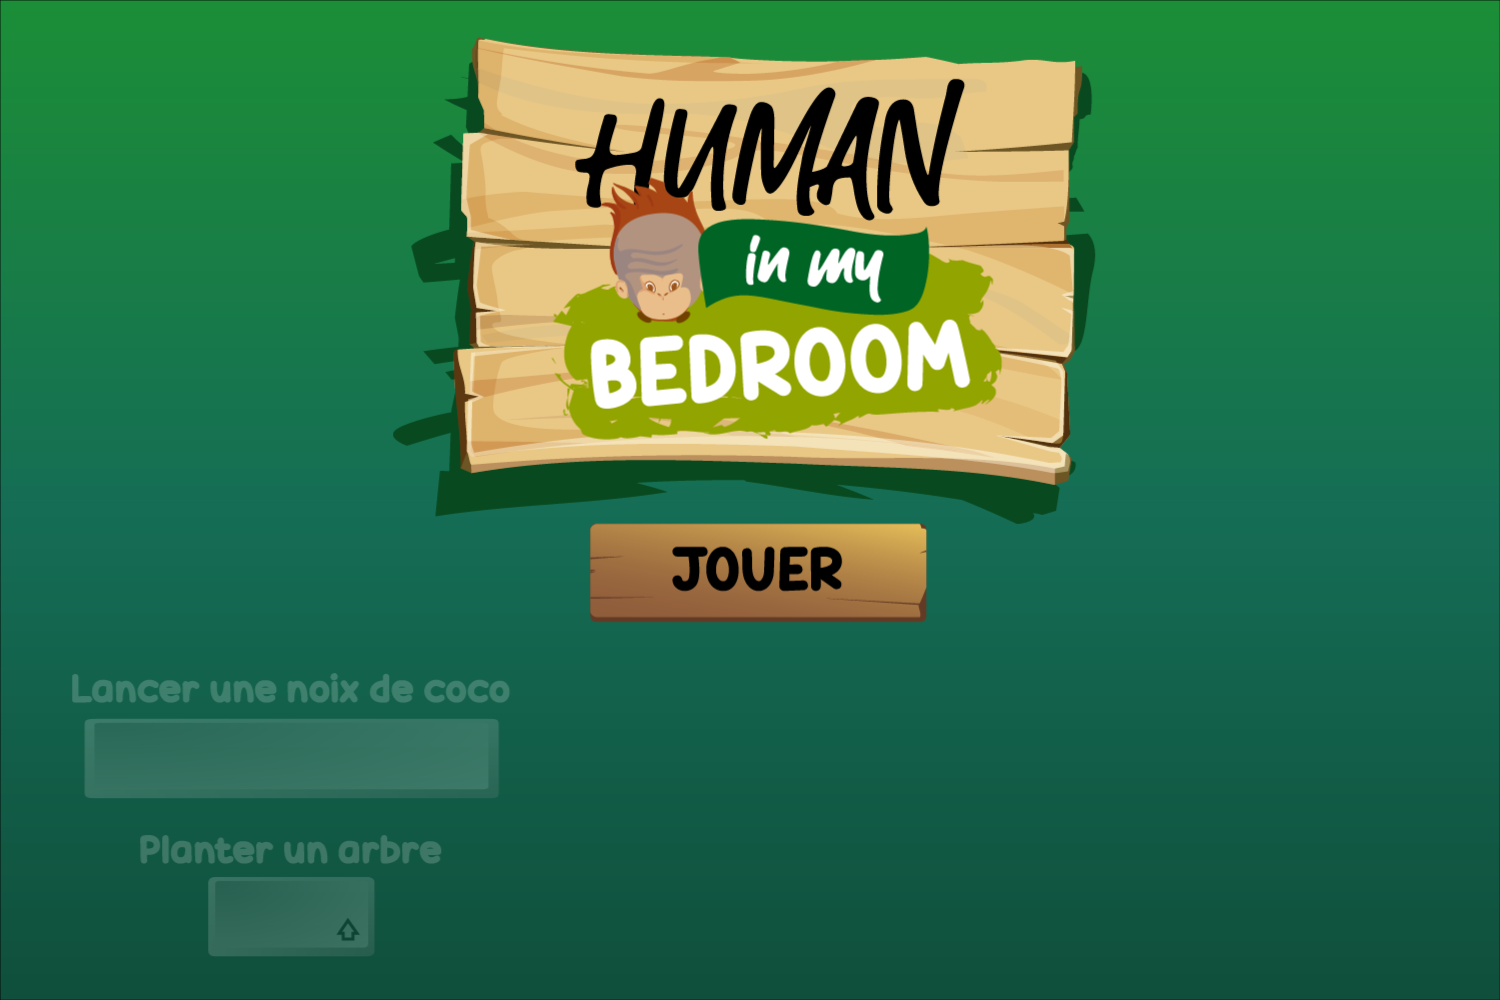 HUMAN
in my
BEDROOM
JOUER
Lancer une noix de coco
Planter un arbre